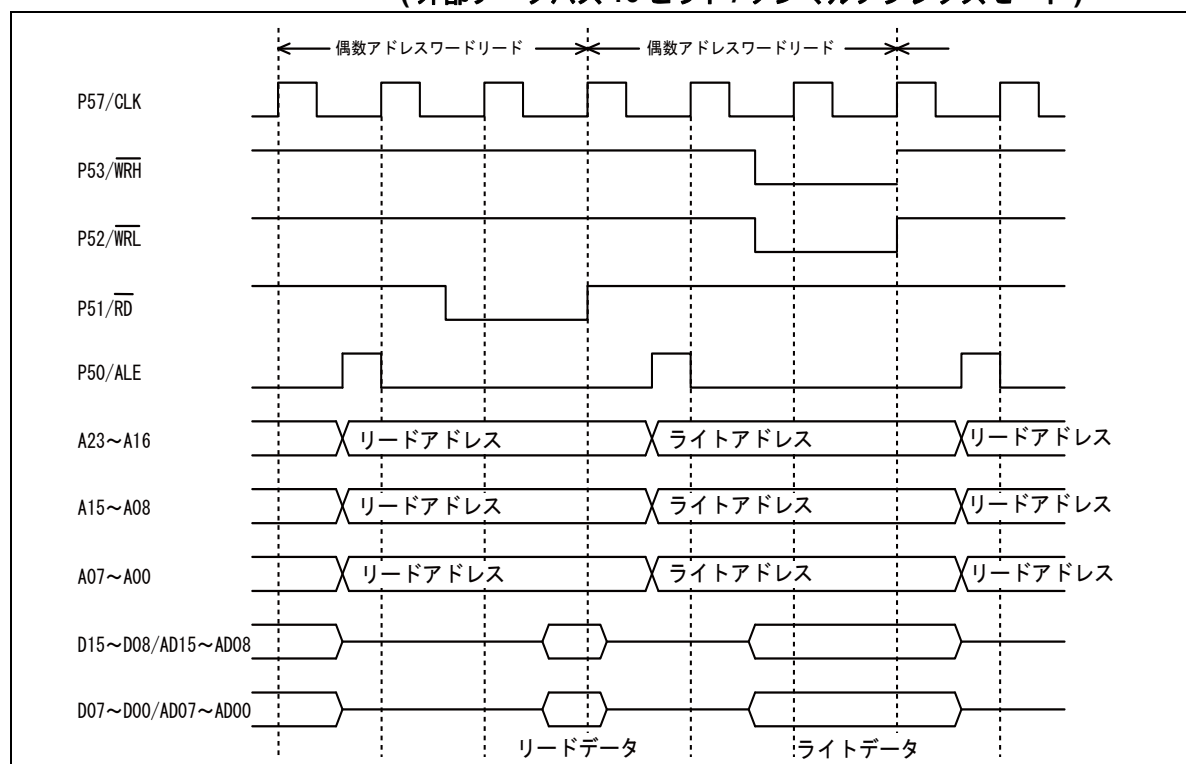 偶数アドレスワードリード 偶数アドレスワードリード
P57/CLK
P53/WRH
P52/WRL
P51/RD
P50/ALE
A23～A16 リードアドレス ライトアドレス リードアドレス
A15～A08 リードアドレス ライトアドレス リードアドレス
A07～A00 リードアドレス ライトアドレス リードアドレス
D15～D08/AD15～AD08
D07～D00/AD07～AD00
リードデータ ライトデータ